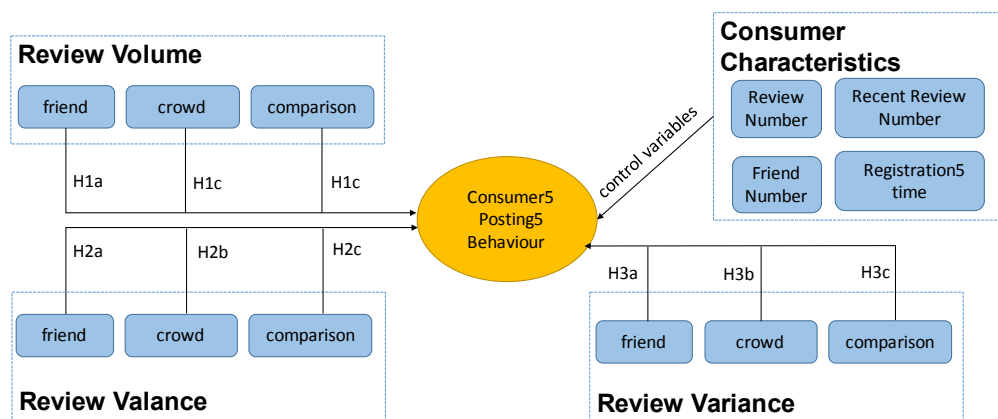 Review Volume
friend
crowd
comparison
H1a
H1c
H1c
Consumer
Characteristics
Review
Number
Recent Review
Number
Friend
Number
Registration5
time
control variables
Consumer5
Posting5
Behaviour
H2a
H2b
H2c
friend
crowd
comparison
Review Valance
H3a
H3b
H3c
friend
crowd
comparison
Review Variance